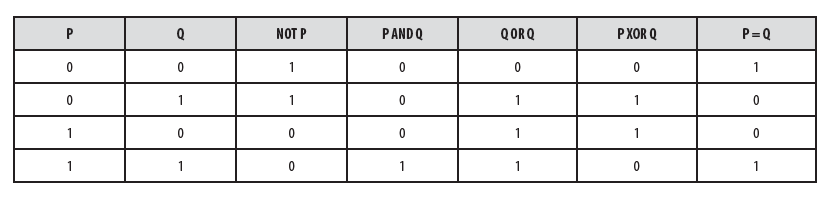 P Q NOT P P AND Q Q OR Q P XOR Q P = Q
0 0 1 0 0 0 1
0 1 1 0 1 1 0
1 0 0 0 1 1 0
1 1 0 1 1 0 1